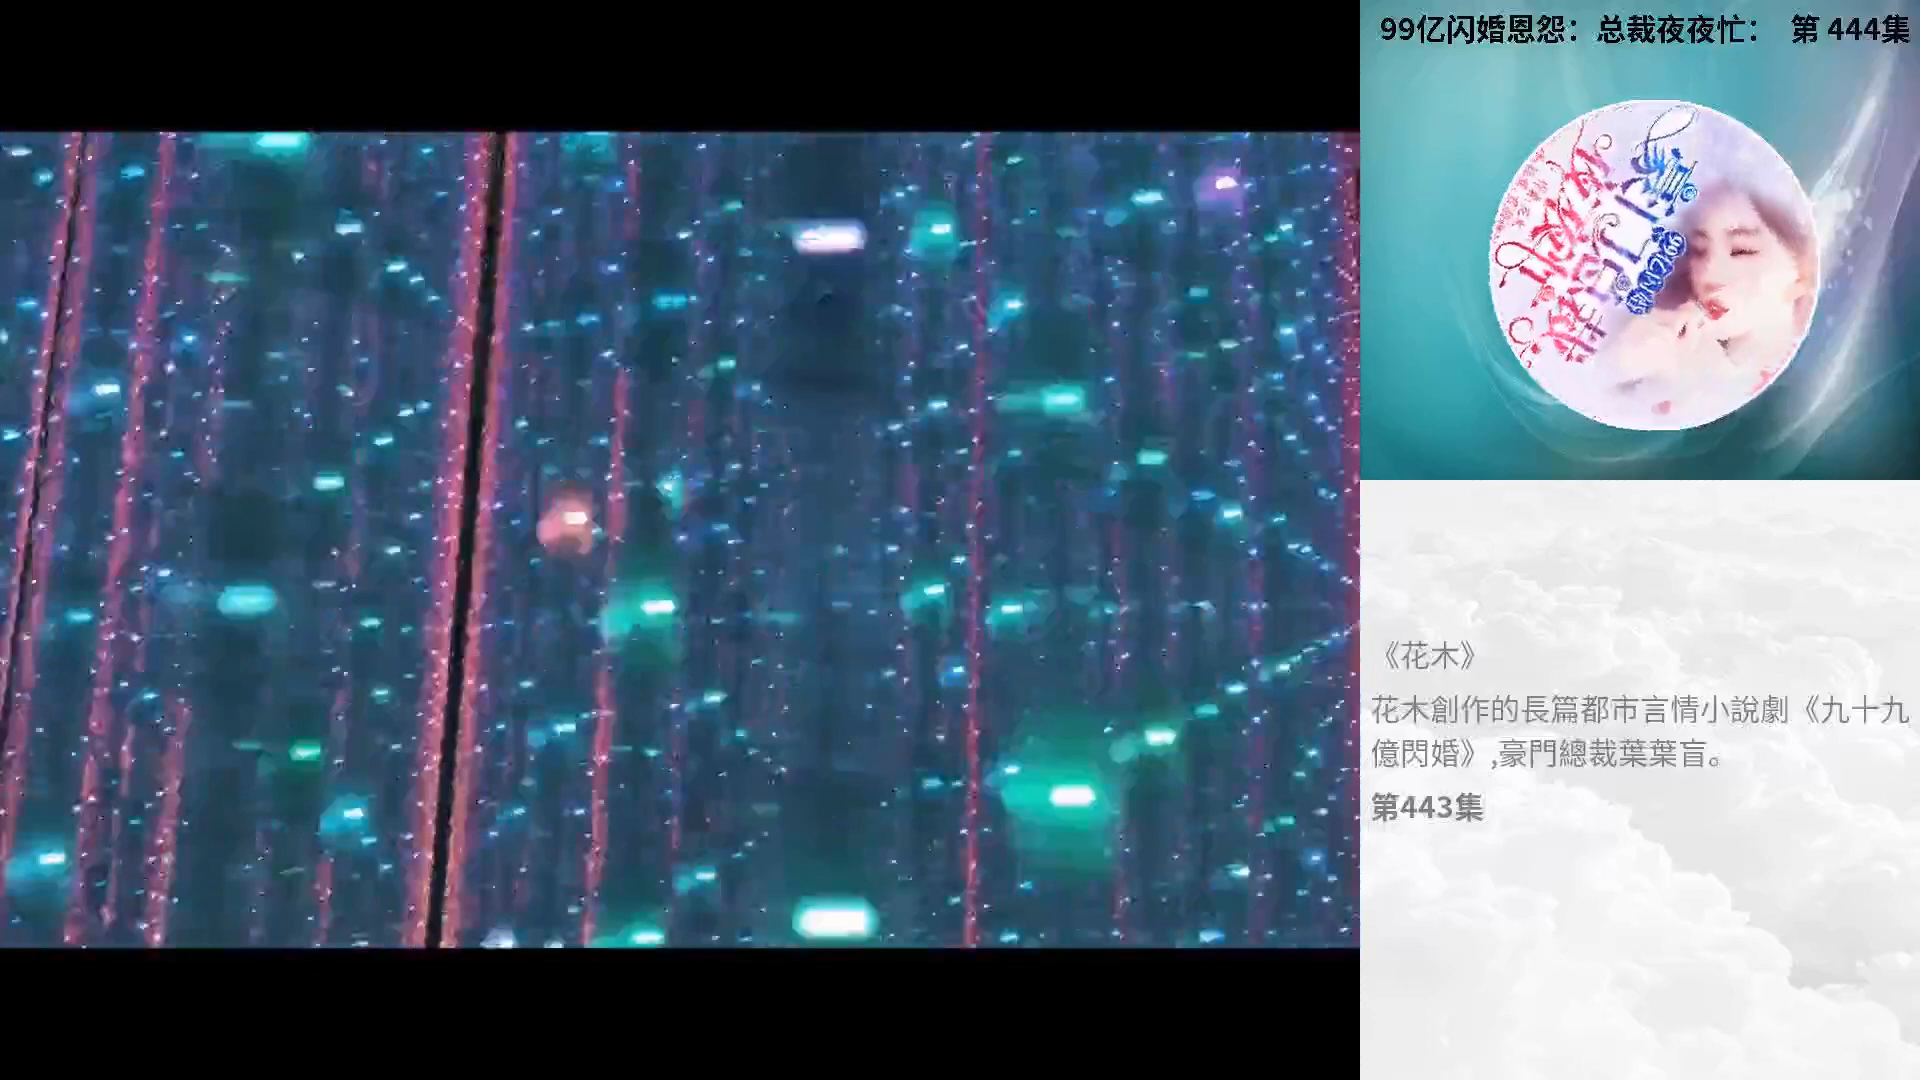 99亿闪婚恩怨：总裁夜夜忙： 第 444集
《花木》
花木創作的長篇都市言情小說劇《九十九
億閃婚》,豪門總裁葉葉盲。
第443集